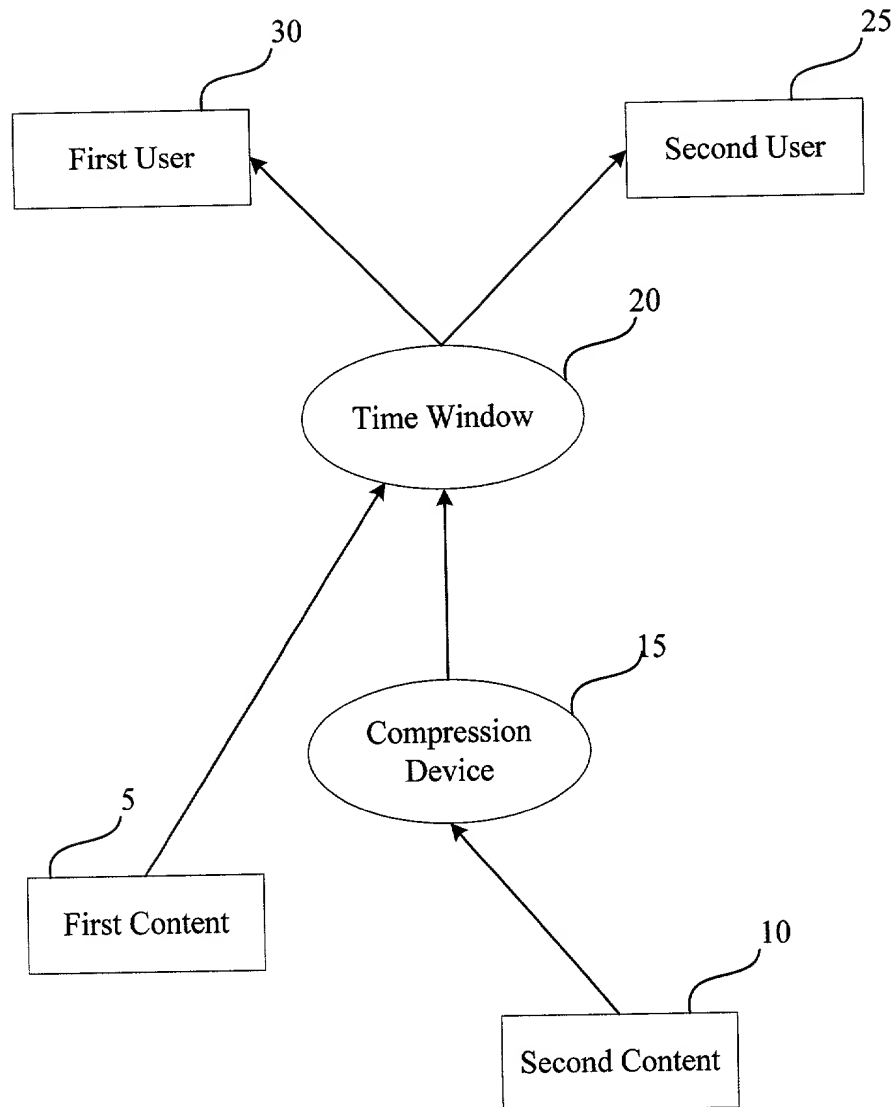 30
25
First User
Second User
20
Time Window
15
Compression
Device
5
First Content
10
Second Content